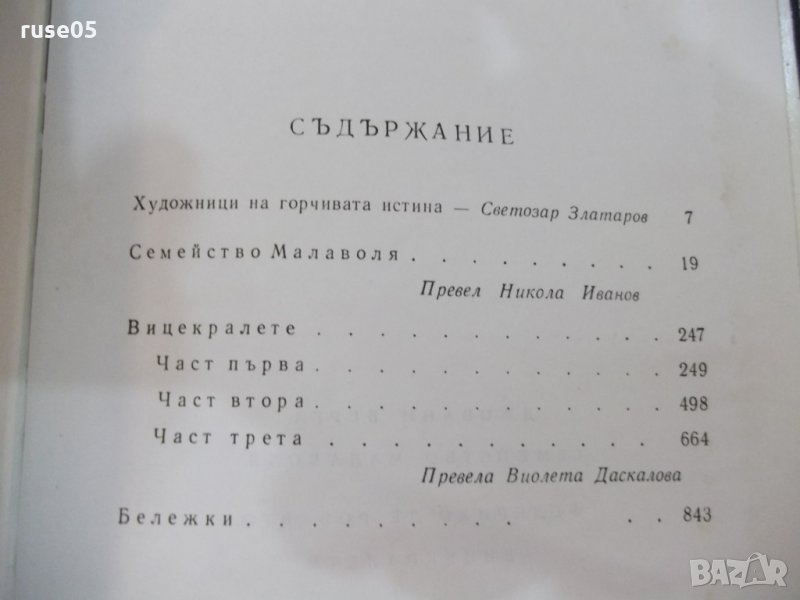 ruse05
СЪДЪРЖАНИЕ
Художници на горчивата истина — Светозар Златаров 7
Семейство Малаволя . . . . . . . . . 19
Превел Никола Иванов
Вицекралете . . . . . . . . . . . . 247
Част първа . . . . . . . . . . . . 249
Част втора . . . . . . . . . . . . 498
Част трета . . . . . . . . . . . . 664
Превела Виолета Даскалова
Бележки . . . . . . . . . . 843
BAZAR